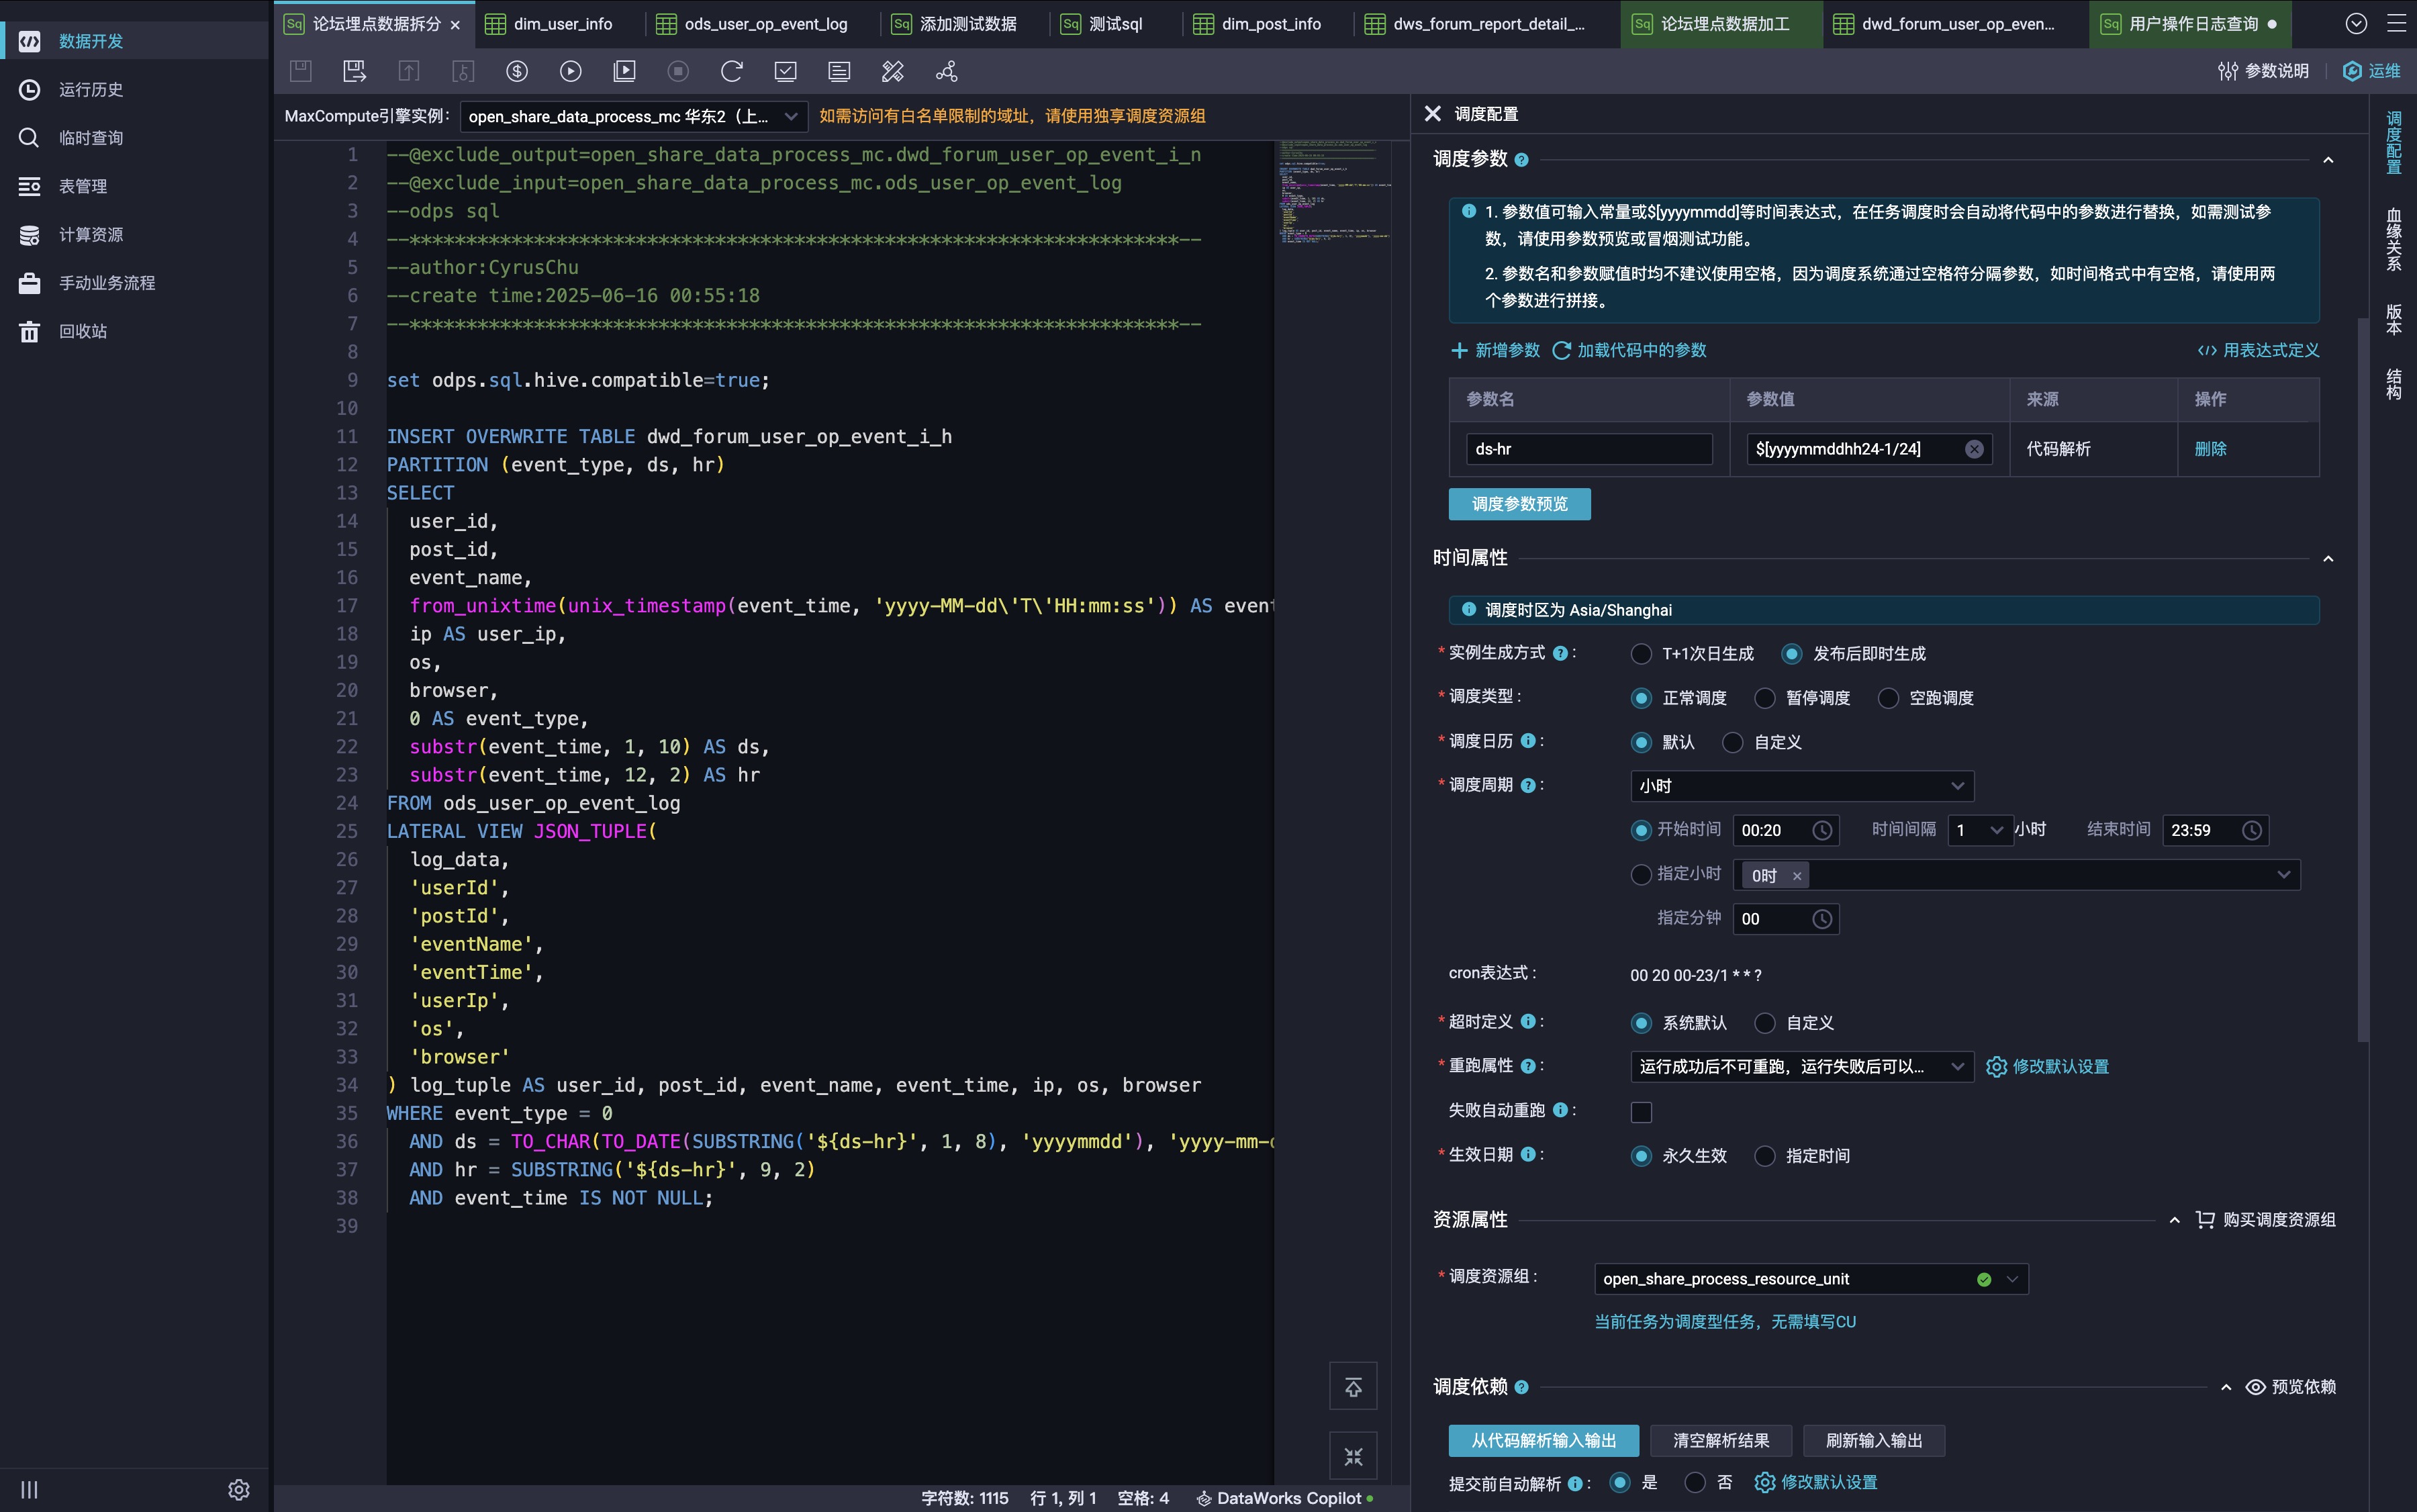 数据开发
运行历史
临时查询
表管理
计算资源
手动业务流程
回收站
Sq 论坛埋点数据拆分 ×
dim_user_info
ods_user_op_event_log
Sq 添加测试数据
Sq 测试sql
dim_post_info
dws_forum_report_detail_...
Sq 论坛埋点数据加工
dwd_forum_user_op_even...
Sq 用户操作日志查询
参数说明
运维
MaxCompute引擎实例：
open_share_data_process_mc 华东2（上...
如需访问有白名单限制的域址，请使用独享调度资源组
1 --@exclude_output=open_share_data_process_mc.dwd_forum_user_op_event_i_n
2 --@exclude_input=open_share_data_process_mc.ods_user_op_event_log
3 --odps sql
4 --********************************************************************--
5 --author:CyrusChu
6 --create time:2025-06-16 00:55:18
7 --********************************************************************--
8
9 set odps.sql.hive.compatible=true;
10
11 INSERT OVERWRITE TABLE dwd_forum_user_op_event_i_h
12 PARTITION (event_type, ds, hr)
13 SELECT
14 user_id,
15 post_id,
16 event_name,
17 from_unixtime(unix_timestamp(event_time, 'yyyy-MM-dd\'T\'HH:mm:ss')) AS event
18 ip AS user_ip,
19 os,
20 browser,
21 0 AS event_type,
22 substr(event_time, 1, 10) AS ds,
23 substr(event_time, 12, 2) AS hr
24 FROM ods_user_op_event_log
25 LATERAL VIEW JSON_TUPLE(
26 log_data,
27 'userId',
28 'postId',
29 'eventName',
30 'eventTime',
31 'userIp',
32 'os',
33 'browser'
34 ) log_tuple AS user_id, post_id, event_name, event_time, ip, os, browser
35 WHERE event_type = 0
36 AND ds = TO_CHAR(TO_DATE(SUBSTRING('${ds-hr}', 1, 8), 'yyyymmdd'), 'yyyy-mm-
37 AND hr = SUBSTRING('${ds-hr}', 9, 2)
38 AND event_time IS NOT NULL;
39
字符数: 1115 行 1, 列 1 空格: 4 DataWorks Copilot
调度配置
调度参数
1. 参数值可输入常量或$[yyyymmdd]等时间表达式，在任务调度时会自动将代码中的参数进行替换，如需测试参
数，请使用参数预览或冒烟测试功能。
2. 参数名和参数赋值时均不建议使用空格，因为调度系统通过空格符分隔参数，如时间格式中有空格，请使用两
个参数进行拼接。
新增参数 加载代码中的参数 用表达式定义
参数名 参数值 来源 操作
ds-hr $[yyyymmddhh24-1/24] 代码解析 删除
调度参数预览
时间属性
调度时区为 Asia/Shanghai
* 实例生成方式 ： T+1次日生成 发布后即时生成
* 调度类型： 正常调度 暂停调度 空跑调度
* 调度日历 ： 默认 自定义
* 调度周期 ： 小时
开始时间 00:20 时间间隔 1 小时 结束时间 23:59
指定小时 0时 ×
指定分钟 00
cron表达式： 00 20 00-23/1 * * ?
* 超时定义 ： 系统默认 自定义
* 重跑属性 ： 运行成功后不可重跑，运行失败后可以... 修改默认设置
失败自动重跑 ：
* 生效日期 ： 永久生效 指定时间
资源属性 购买调度资源组
* 调度资源组： open_share_process_resource_unit
当前任务为调度型任务，无需填写CU
调度依赖 预览依赖
从代码解析输入输出 清空解析结果 刷新输入输出
提交前自动解析 ： 是 否 修改默认设置
调度配置
血缘关系
版本
结构